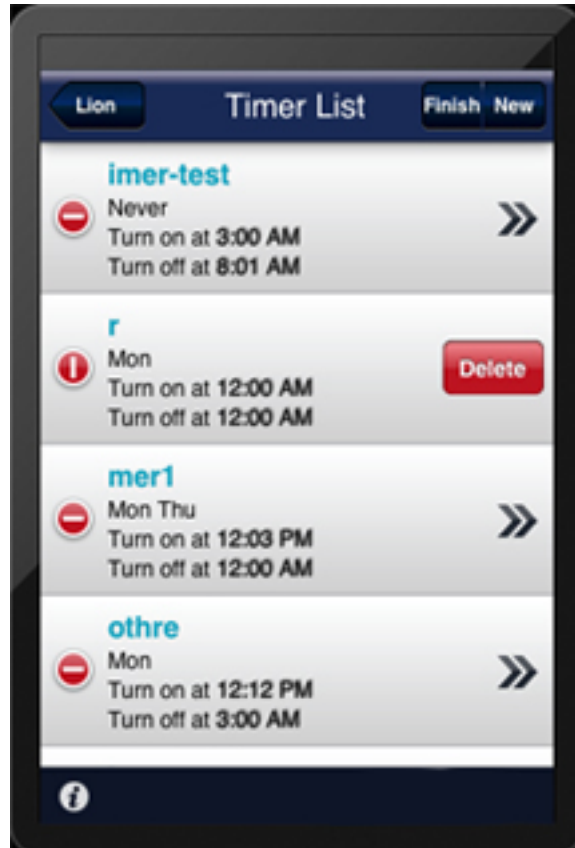 Lion Timer List Finish New
imer-test
Never
Turn on at 3:00 AM
Turn off at 8:01 AM
r
Mon
Turn on at 12:00 AM
Turn off at 12:00 AM
Delete
mer1
Mon Thu
Turn on at 12:03 PM
Turn off at 12:00 AM
othre
Mon
Turn on at 12:12 PM
Turn off at 3:00 AM
i